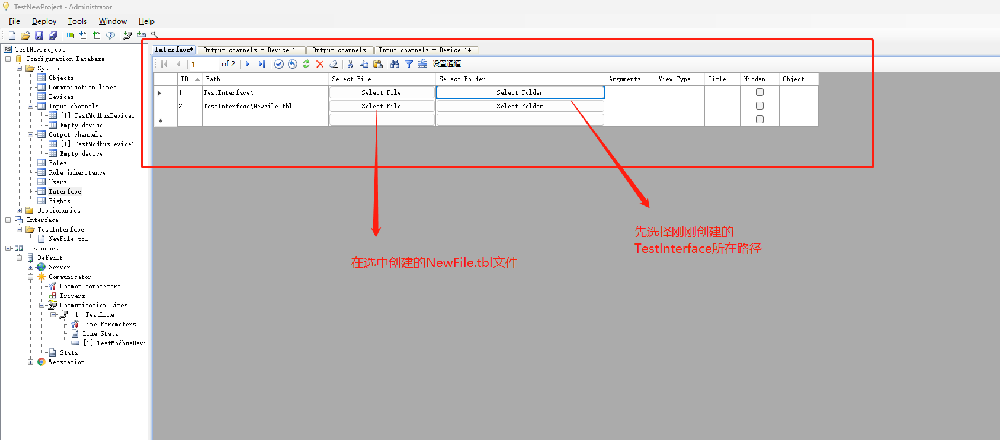 TestNewProject - Administrator
File Deploy Tools Window Help
RS TestNewProject
Configuration Database
System
Objects
Communication lines
Devices
Input channels
[1] TestModbusDevice1
Empty device
Output channels
[1] TestModbusDevice1
Empty device
Roles
Role inheritance
Users
Interface
Rights
Dictionaries
Interface
TestInterface
NewFile.tbl
Instances
Default
Server
Communicator
Common Parameters
Drivers
Communication Lines
[1] TestLine
Line Parameters
Line Stats
[1] TestModbusDevi
Stats
Webstation
Interface* Output channels - Device 1 Output channels Input channels - Device 1*
1 of 2 设置通道
ID Path Select File Select Folder Arguments View Type Title Hidden Object
1 TestInterface\ Select File Select Folder
2 TestInterface\NewFile.tbl Select File Select Folder
先选择刚刚创建的
TestInterface所在路径
在选中创建的NewFile.tbl文件